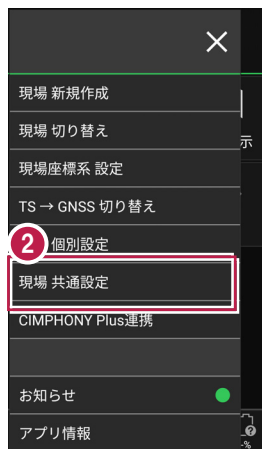 現場 新規作成
示
現場 切り替え
現場座標系 設定
TS → GNSS 切り替え
2 個別設定
現場 共通設定
CIMPHONY Plus連携
お知らせ
アプリ情報
-%